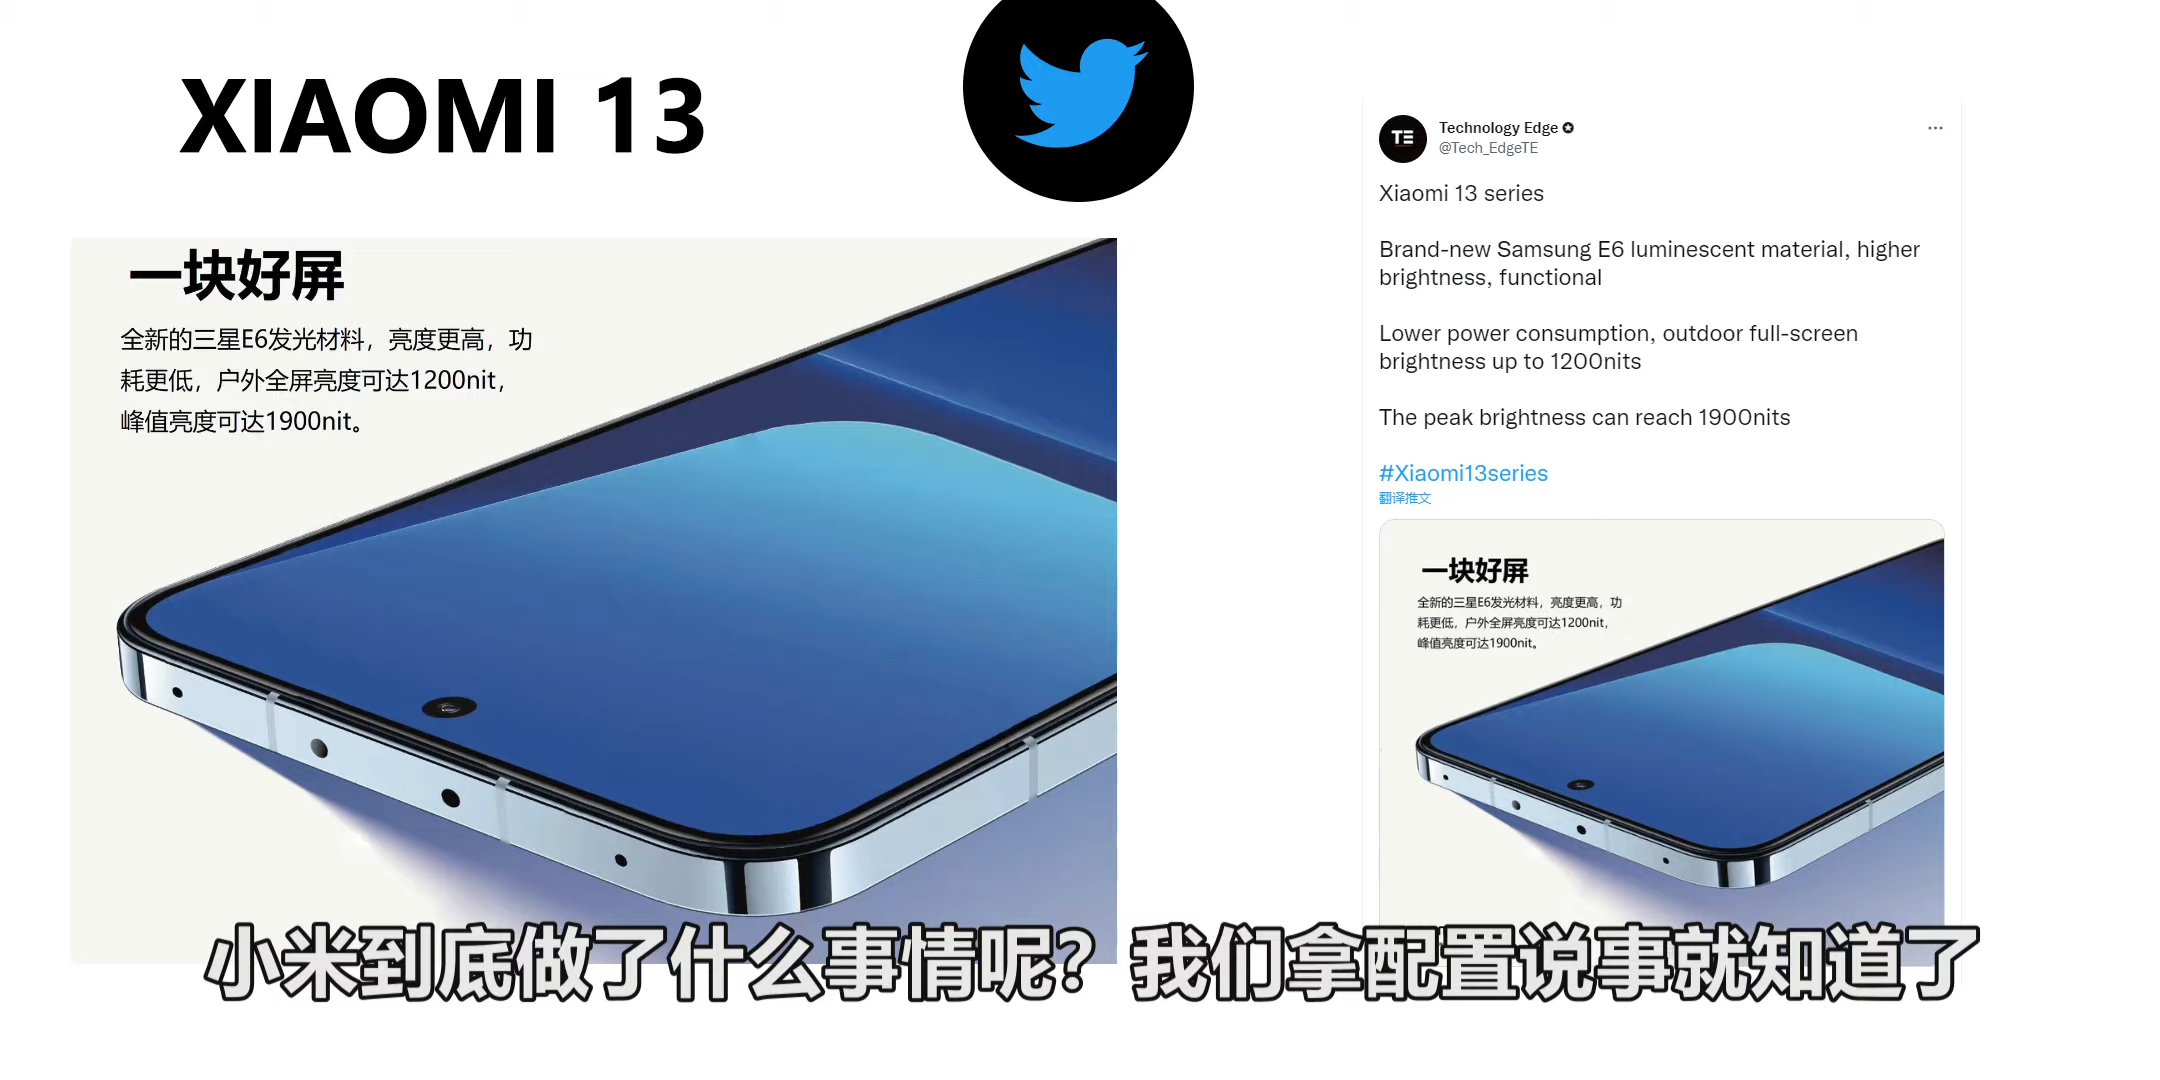 XIAOMI 13
一块好屏
全新的三星E6发光材料，亮度更高，功
耗更低，户外全屏亮度可达1200nit，
峰值亮度可达1900nit。
TE
Technology Edge
@Tech_EdgeTE
Xiaomi 13 series
Brand-new Samsung E6 luminescent material, higher
brightness, functional
Lower power consumption, outdoor full-screen
brightness up to 1200nits
The peak brightness can reach 1900nits
#Xiaomi13series
翻译推文
一块好屏
全新的三星E6发光材料，亮度更高，功
耗更低，户外全屏亮度可达1200nit，
峰值亮度可达1900nit。
小米到底做了什么事情呢？我们拿配置说事就知道了